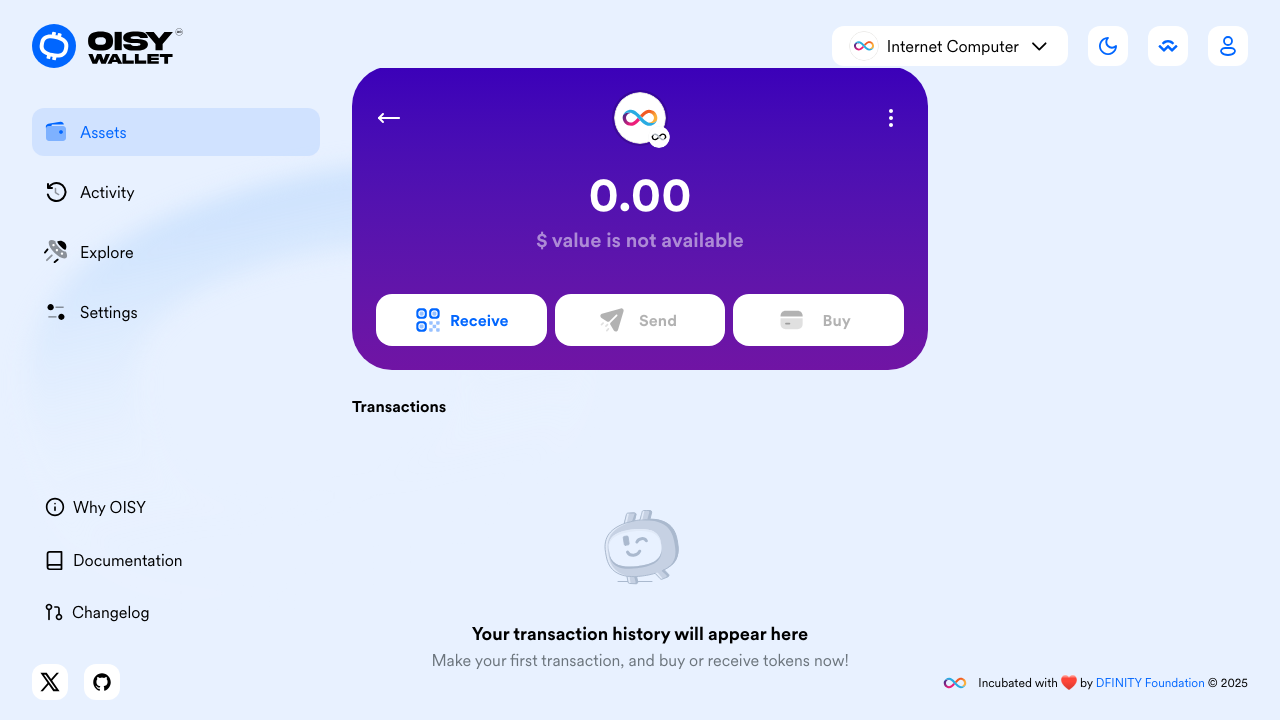 OISY
WALLET
Internet Computer
Assets
Activity
Explore
Settings
0.00
$ value is not available
Receive
Send
Buy
Transactions
Why OISY
Documentation
Changelog
Your transaction history will appear here
Make your first transaction, and buy or receive tokens now!
Incubated with ❤️ by DFINITY Foundation © 2025